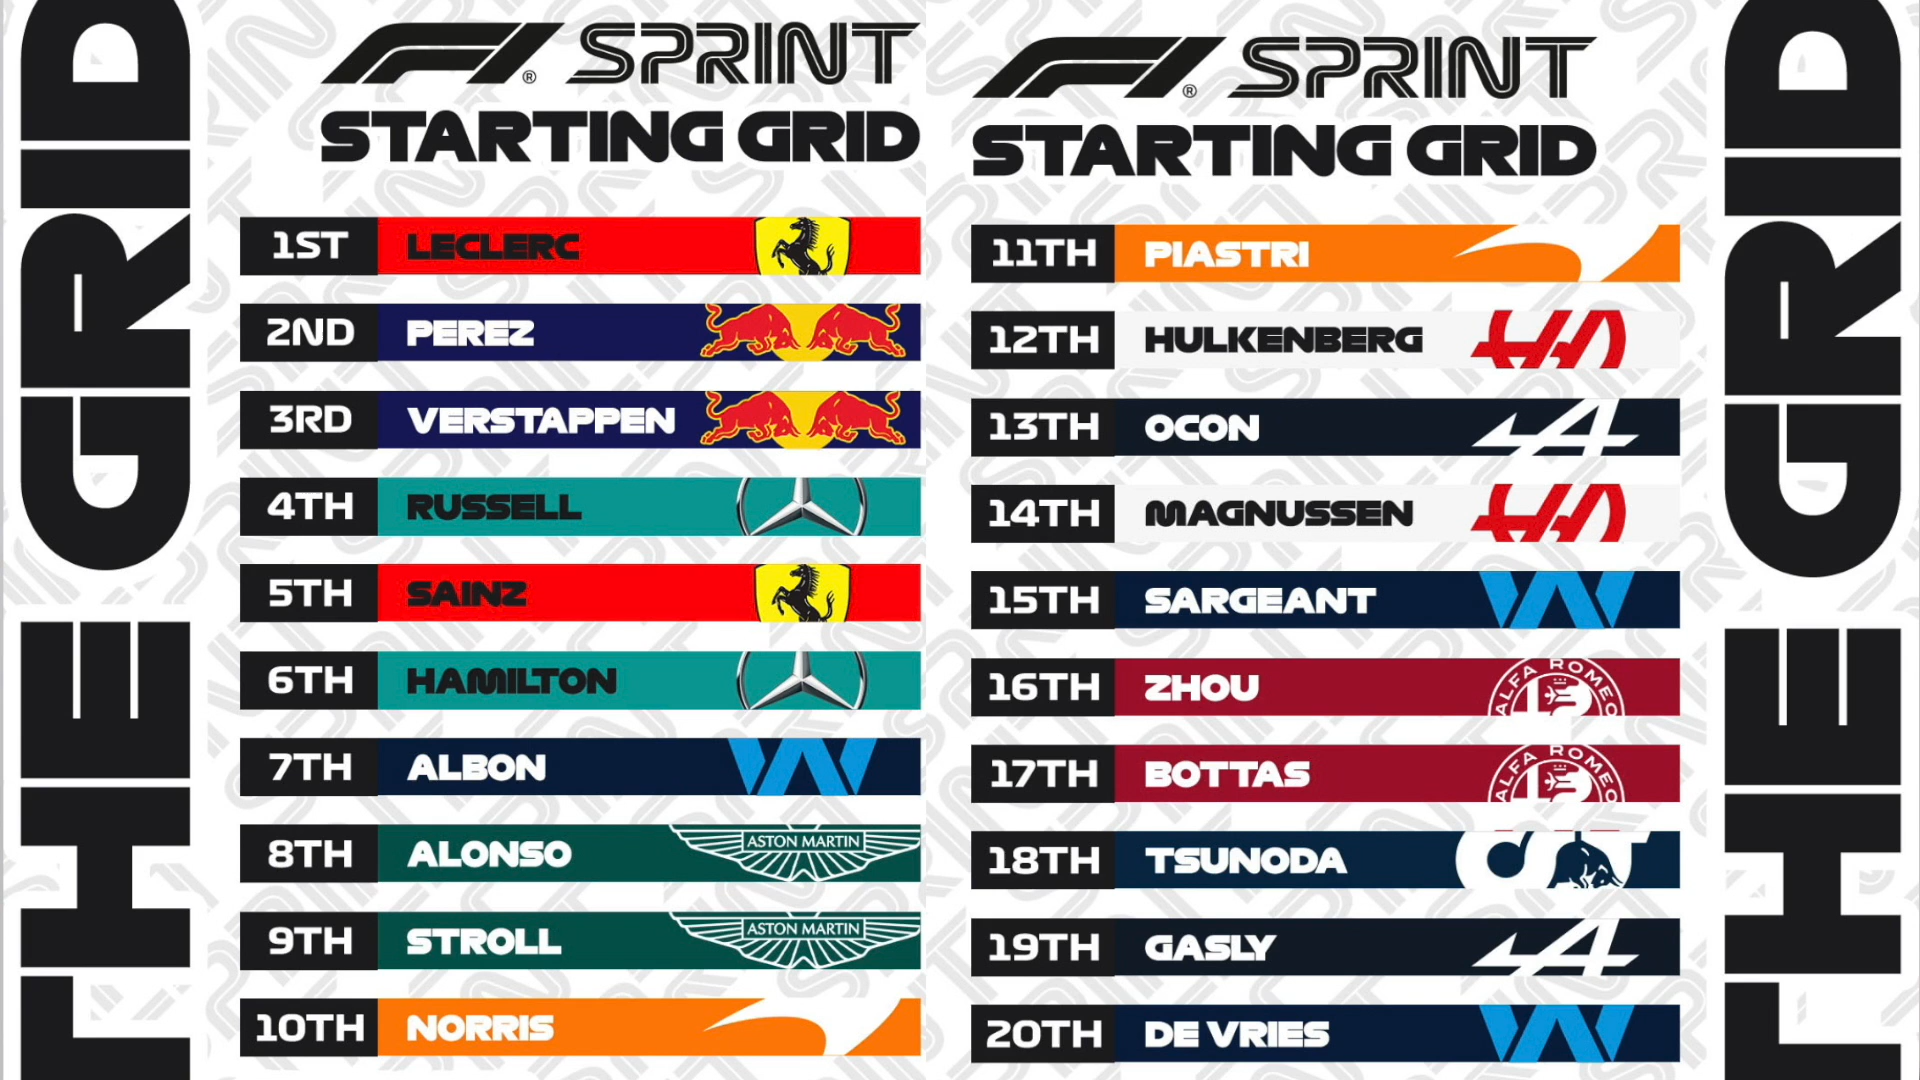 THE GRID
F1® SPRINT
STARTING GRID
1ST LECLERC
2ND PEREZ
3RD VERSTAPPEN
4TH RUSSELL
5TH SAINZ
6TH HAMILTON
7TH ALBON
8TH ALONSO ASTON MARTIN
9TH STROLL ASTON MARTIN
10TH NORRIS
F1® SPRINT
STARTING GRID
11TH PIASTRI
12TH HULKENBERG
13TH OCON
14TH MAGNUSSEN
15TH SARGEANT
16TH ZHOU ALFA ROMEO
17TH BOTTAS ALFA ROMEO
18TH TSUNODA
19TH GASLY
20TH DE VRIES
THE GRID